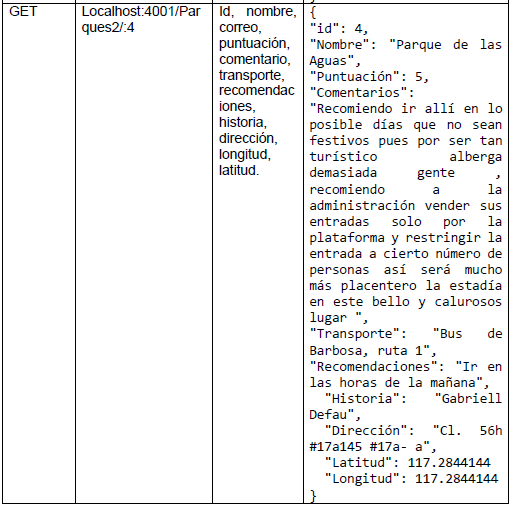 GET
Localhost:4001/Par
ques2/:4
Id, nombre,
correo,
puntuación,
comentario,
transporte,
recomendac
iones,
historia,
dirección,
longitud,
latitud.
{
"id": 4,
"Nombre": "Parque de las
Aguas",
"Puntuación": 5,
"Comentarios":
"Recomiendo ir allí en lo
posible días que no sean
festivos pues por ser tan
turístico alberga
demasiada gente ,
recomiendo a la
administración vender sus
entradas solo por la
plataforma y restringir la
entrada a cierto número de
personas así será mucho
más placentero la estadía
en este bello y calurosos
lugar ",
"Transporte": "Bus de
Barbosa, ruta 1",
"Recomendaciones": "Ir en
las horas de la mañana",
"Historia": "Gabriell
Defau",
"Dirección": "Cl. 56h
#17a145 #17a- a",
"Latitud": 117.2844144
"Longitud": 117.2844144
}